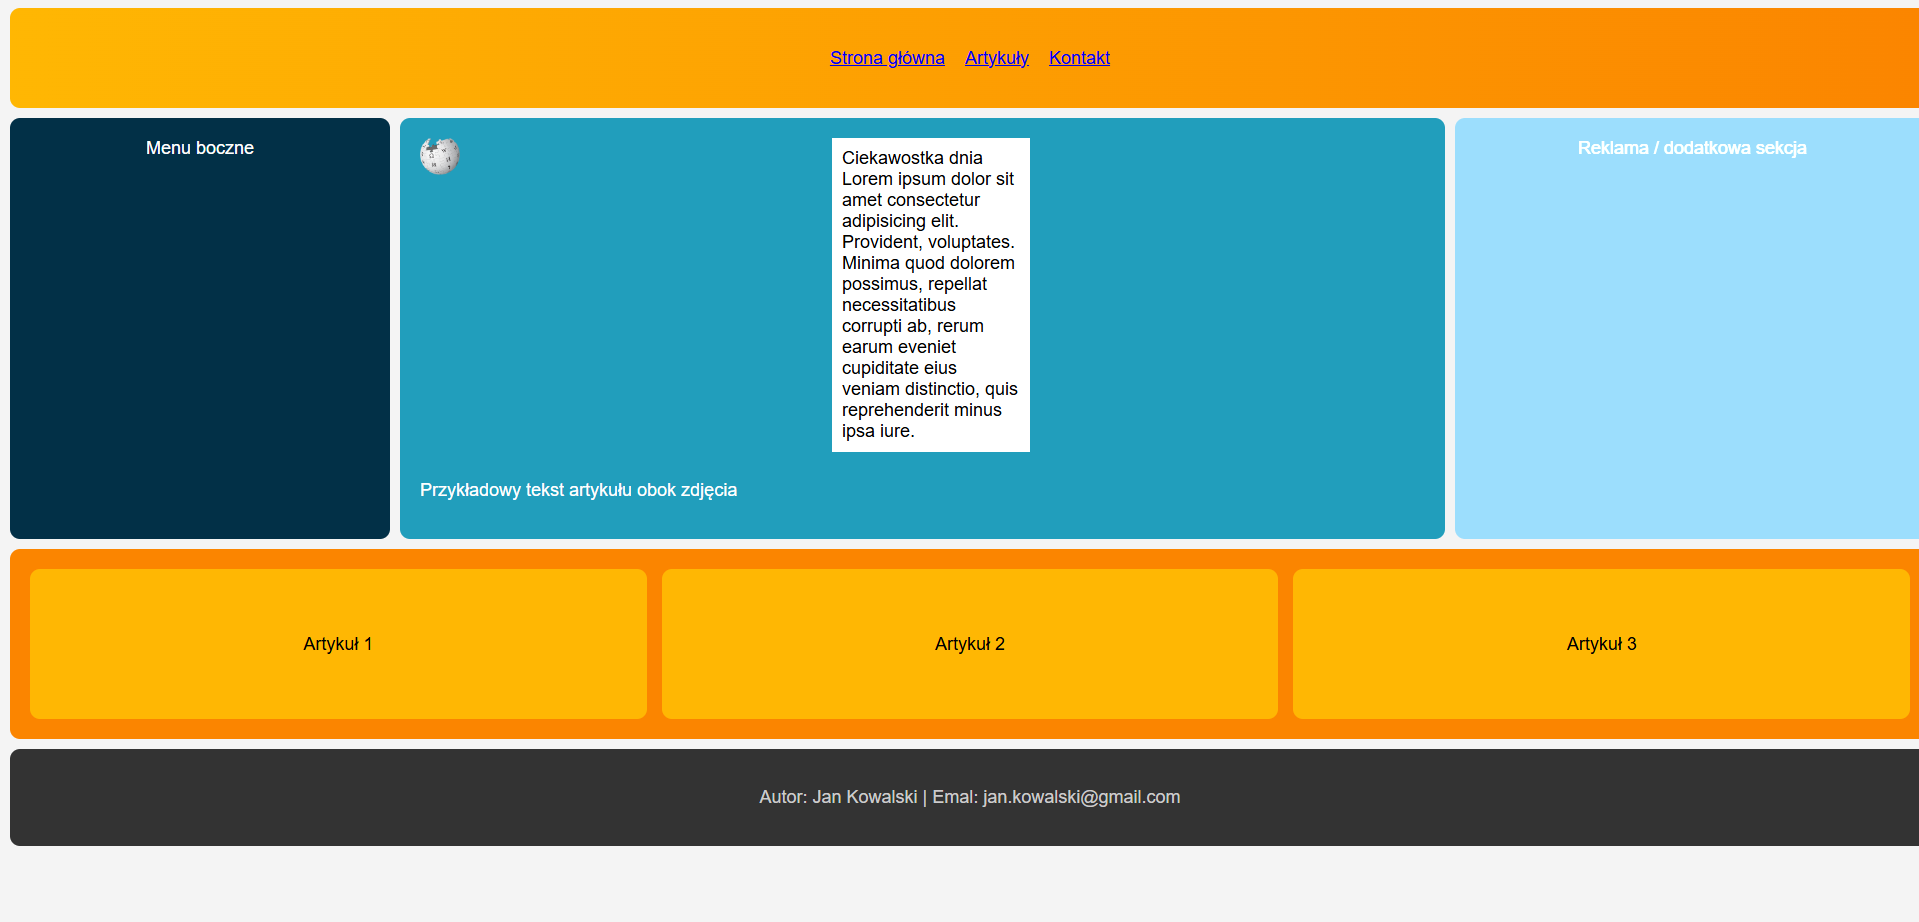 Strona główna Artykuły Kontakt
Menu boczne
Ciekawostka dnia
Lorem ipsum dolor sit
amet consectetur
adipisicing elit.
Provident, voluptates.
Minima quod dolorem
possimus, repellat
necessitatibus
corrupti ab, rerum
earum eveniet
cupiditate eius
veniam distinctio, quis
reprehenderit minus
ipsa iure.
Przykładowy tekst artykułu obok zdjęcia
Reklama / dodatkowa sekcja
Artykuł 1
Artykuł 2
Artykuł 3
Autor: Jan Kowalski | Emal: jan.kowalski@gmail.com